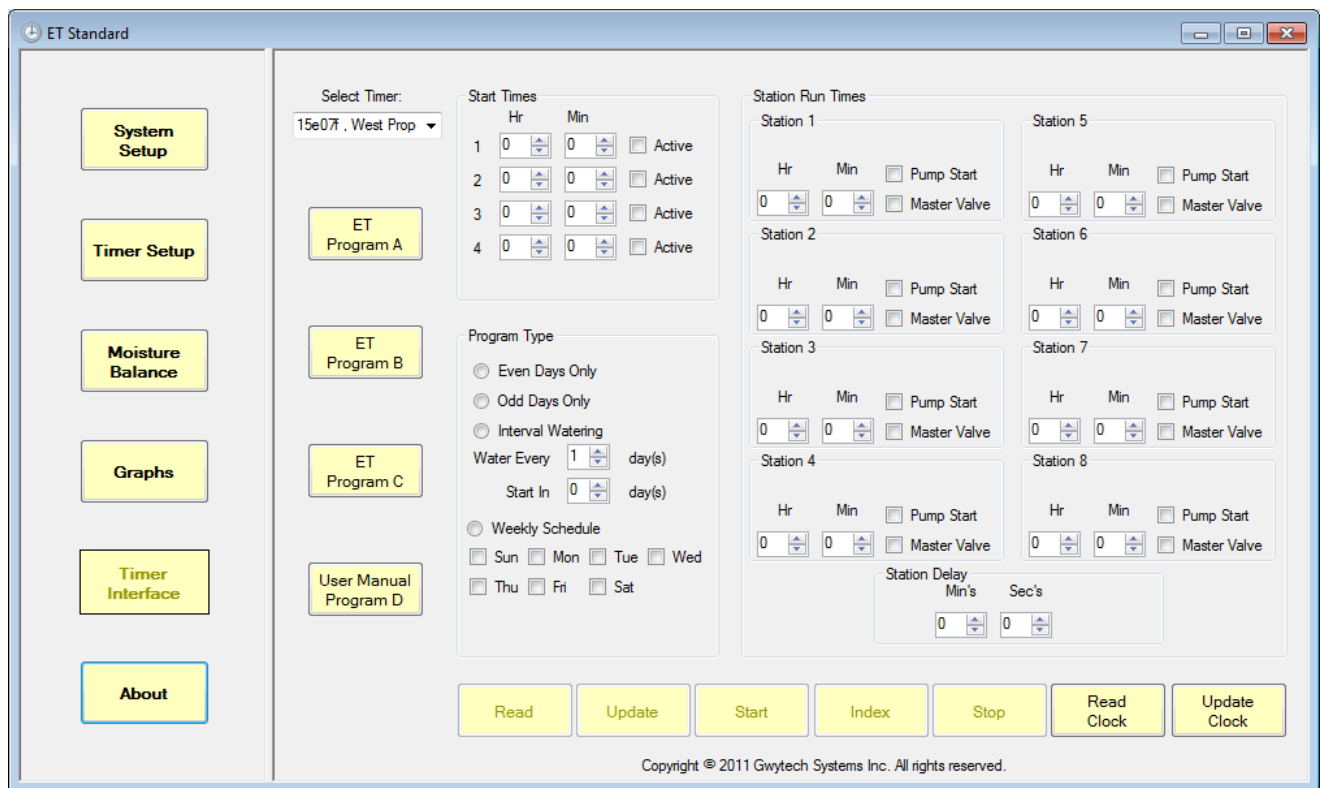 ET Standard
System
Setup
Timer Setup
Moisture
Balance
Graphs
Timer
Interface
About
Select Timer:
15e07f , West Prop
ET
Program A
ET
Program B
ET
Program C
User Manual
Program D
Start Times
Hr Min
1 0 0 Active
2 0 0 Active
3 0 0 Active
4 0 0 Active
Program Type
Even Days Only
Odd Days Only
Interval Watering
Water Every 1 day(s)
Start In 0 day(s)
Weekly Schedule
Sun Mon Tue Wed
Thu Fri Sat
Station Run Times
Station 1
Hr Min Pump Start
0 0 Master Valve
Station 2
Hr Min Pump Start
0 0 Master Valve
Station 3
Hr Min Pump Start
0 0 Master Valve
Station 4
Hr Min Pump Start
0 0 Master Valve
Station 5
Hr Min Pump Start
0 0 Master Valve
Station 6
Hr Min Pump Start
0 0 Master Valve
Station 7
Hr Min Pump Start
0 0 Master Valve
Station 8
Hr Min Pump Start
0 0 Master Valve
Station Delay
Min's Sec's
0 0
Read
Update
Start
Index
Stop
Read
Clock
Update
Clock
Copyright © 2011 Gwytech Systems Inc. All rights reserved.